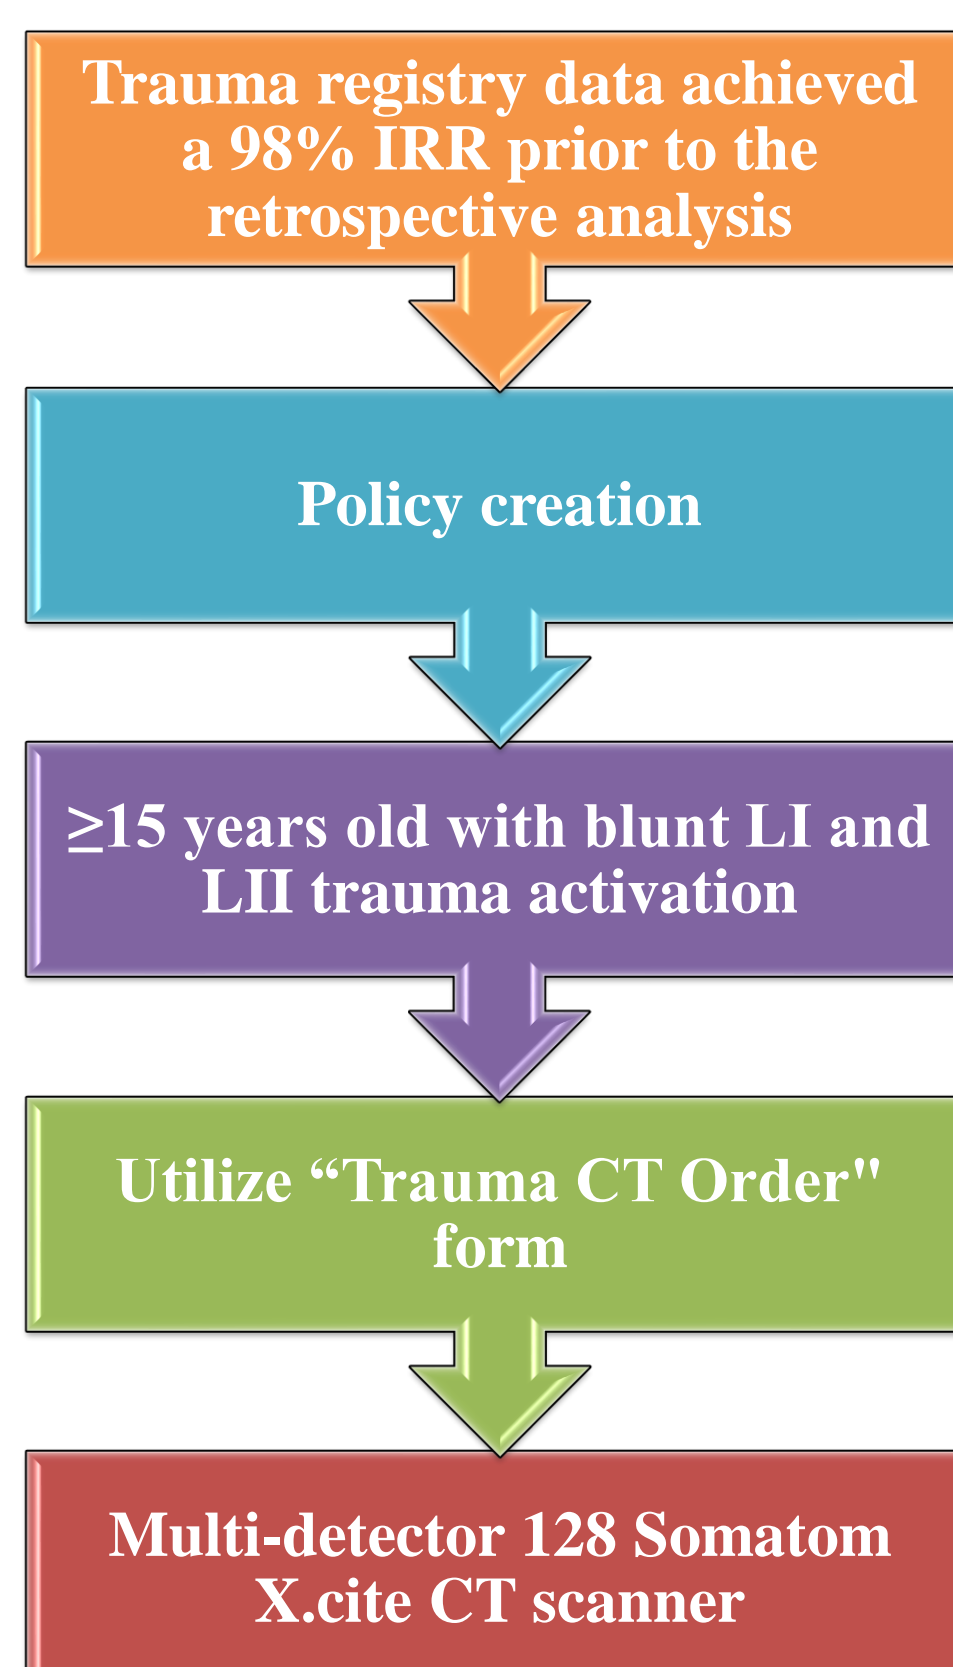 Trauma registry data achieved
a 98% IRR prior to the
retrospective analysis
Policy creation
≥15 years old with blunt LI and
LII trauma activation
Utilize “Trauma CT Order"
form
Multi-detector 128 Somatom
X.cite CT scanner